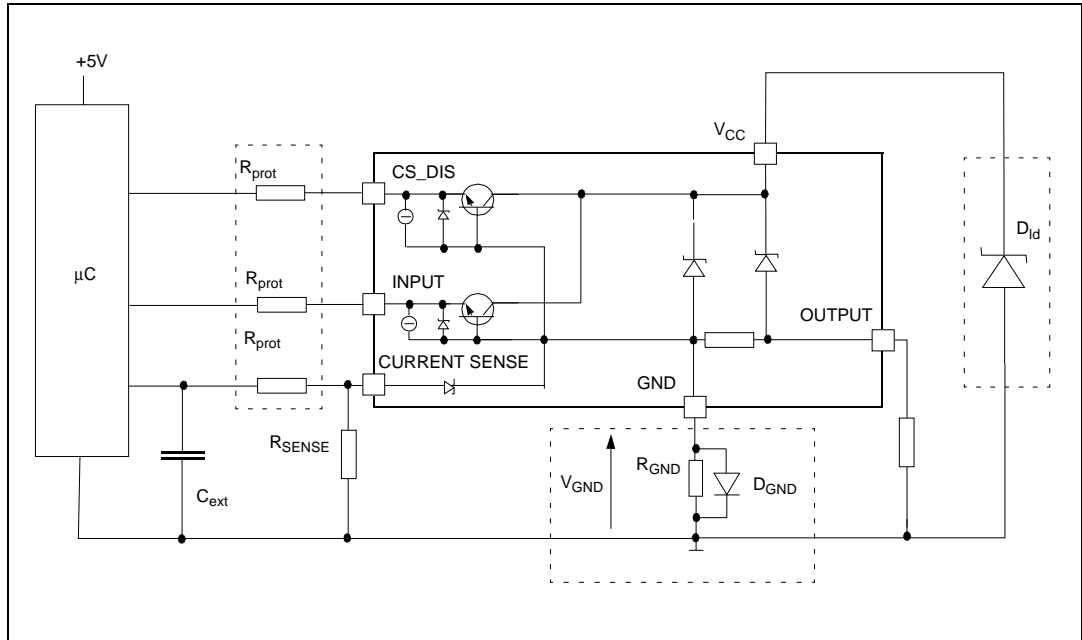 +5V
μC
Rprot
Rprot
Rprot
Cext
RSENSE
CS_DIS
INPUT
CURRENT SENSE
VCC
OUTPUT
GND
VGND
RGND
DGND
Dld